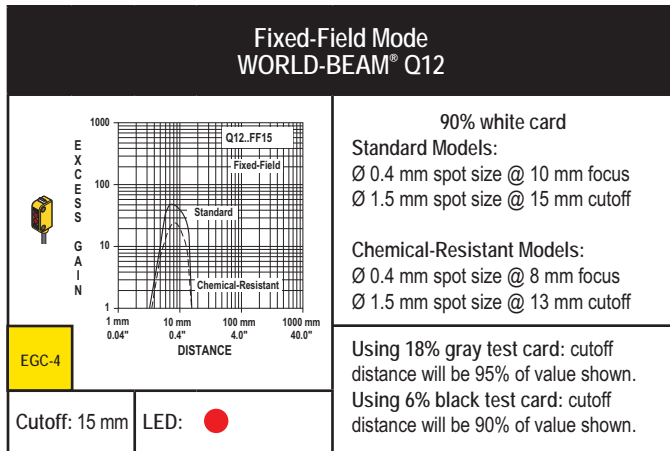 Fixed-Field Mode
WORLD-BEAM® Q12
EXCESS GAIN
1000
100
10
1
Q12..FF15
Fixed-Field
Standard
Chemical-Resistant
1 mm 10 mm 100 mm 1000 mm
0.04" 0.4" 4.0" 40.0"
DISTANCE
EGC-4
Cutoff: 15 mm
LED:
90% white card
Standard Models:
Ø 0.4 mm spot size @ 10 mm focus
Ø 1.5 mm spot size @ 15 mm cutoff
Chemical-Resistant Models:
Ø 0.4 mm spot size @ 8 mm focus
Ø 1.5 mm spot size @ 13 mm cutoff
Using 18% gray test card: cutoff
distance will be 95% of value shown.
Using 6% black test card: cutoff
distance will be 90% of value shown.